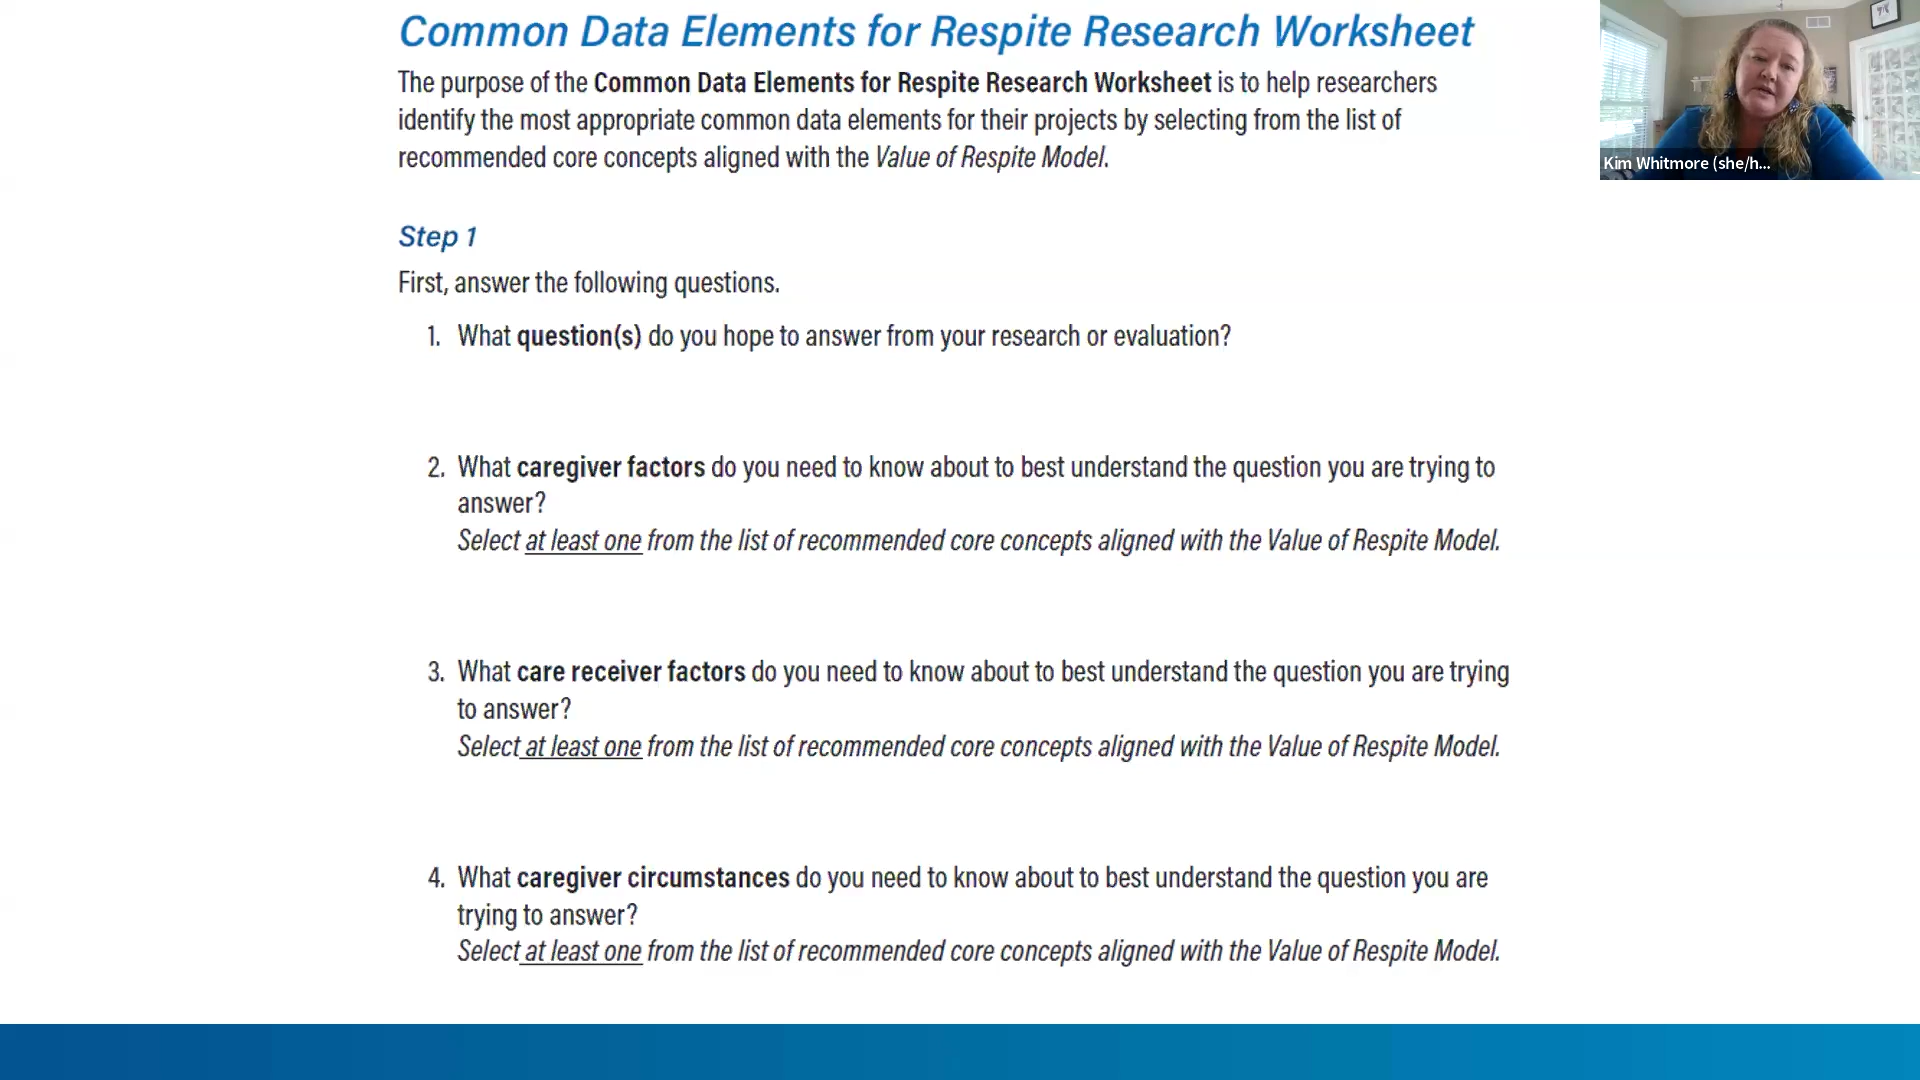 Common Data Elements for Respite Research Worksheet
The purpose of the Common Data Elements for Respite Research Worksheet is to help researchers
identify the most appropriate common data elements for their projects by selecting from the list of
recommended core concepts aligned with the Value of Respite Model.
Kim Whitmore (she/h...
Step 1
First, answer the following questions.
1. What question(s) do you hope to answer from your research or evaluation?
2. What caregiver factors do you need to know about to best understand the question you are trying to
answer?
Select at least one from the list of recommended core concepts aligned with the Value of Respite Model.
3. What care receiver factors do you need to know about to best understand the question you are trying
to answer?
Select at least one from the list of recommended core concepts aligned with the Value of Respite Model.
4. What caregiver circumstances do you need to know about to best understand the question you are
trying to answer?
Select at least one from the list of recommended core concepts aligned with the Value of Respite Model.